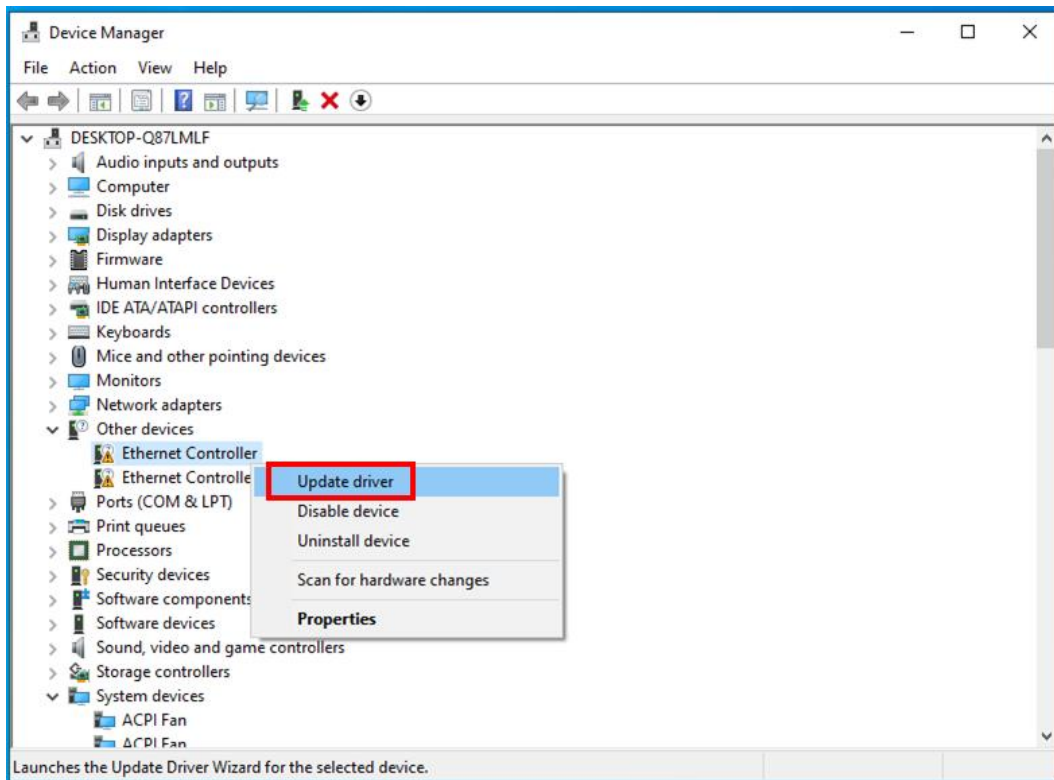 Device Manager
File Action View Help
DESKTOP-Q87LMLF
Audio inputs and outputs
Computer
Disk drives
Display adapters
Firmware
Human Interface Devices
IDE ATA/ATAPI controllers
Keyboards
Mice and other pointing devices
Monitors
Network adapters
Other devices
Ethernet Controller
Ethernet Controlle
Update driver
Disable device
Uninstall device
Scan for hardware changes
Properties
Ports (COM & LPT)
Print queues
Processors
Security devices
Software components
Software devices
Sound, video and game controllers
Storage controllers
System devices
ACPI Fan
ACPI Fan
Launches the Update Driver Wizard for the selected device.